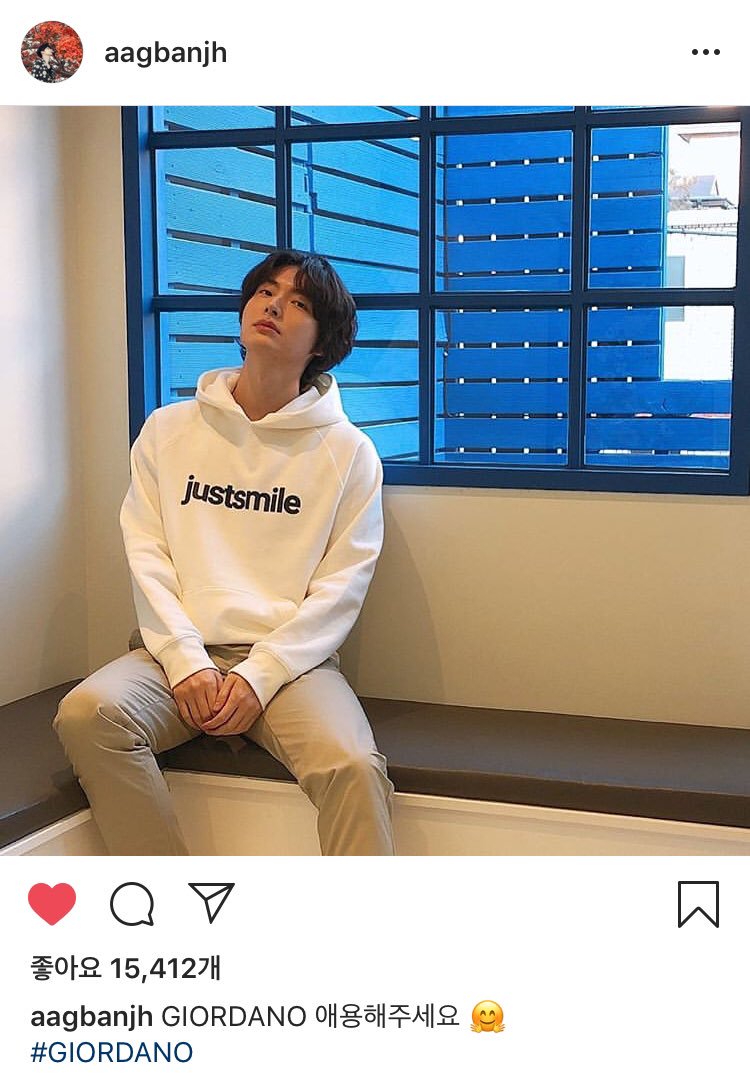 aagbanjh
justsmile
좋아요 15,412개
aagbanjh GIORDANO 애용해주세요 🤗
#GIORDANO